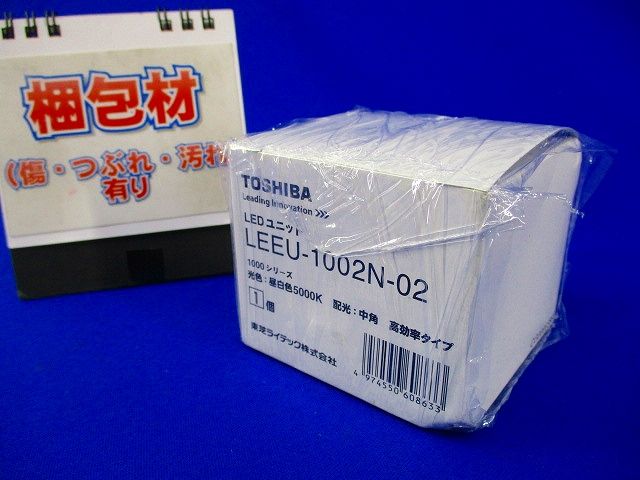 梱包材
(傷・つぶれ・汚れ
有り
TOSHIBA
Leading Innovation >>>
LEDユニット
LEEU-1002N-02
1000シリーズ
光色:昼白色5000K 配光:中角 高効率タイプ
1個
東芝ライテック株式会社
4 974550 608633